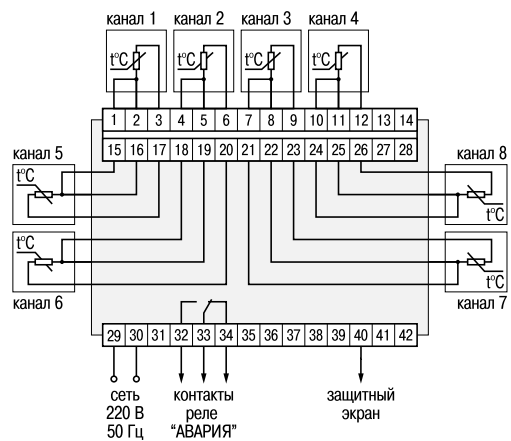 канал 1 канал 2 канал 3 канал 4
t°C t°C t°C t°C
1 2 3 4 5 6 7 8 9 10 11 12 13 14
15 16 17 18 19 20 21 22 23 24 25 26 27 28
канал 5 канал 8
t°C
t°C
t°C
t°C
канал 6 канал 7
29 30 31 32 33 34 35 36 37 38 39 40 41 42
сеть контакты защитный
220 В реле экран
50 Гц "АВАРИЯ"